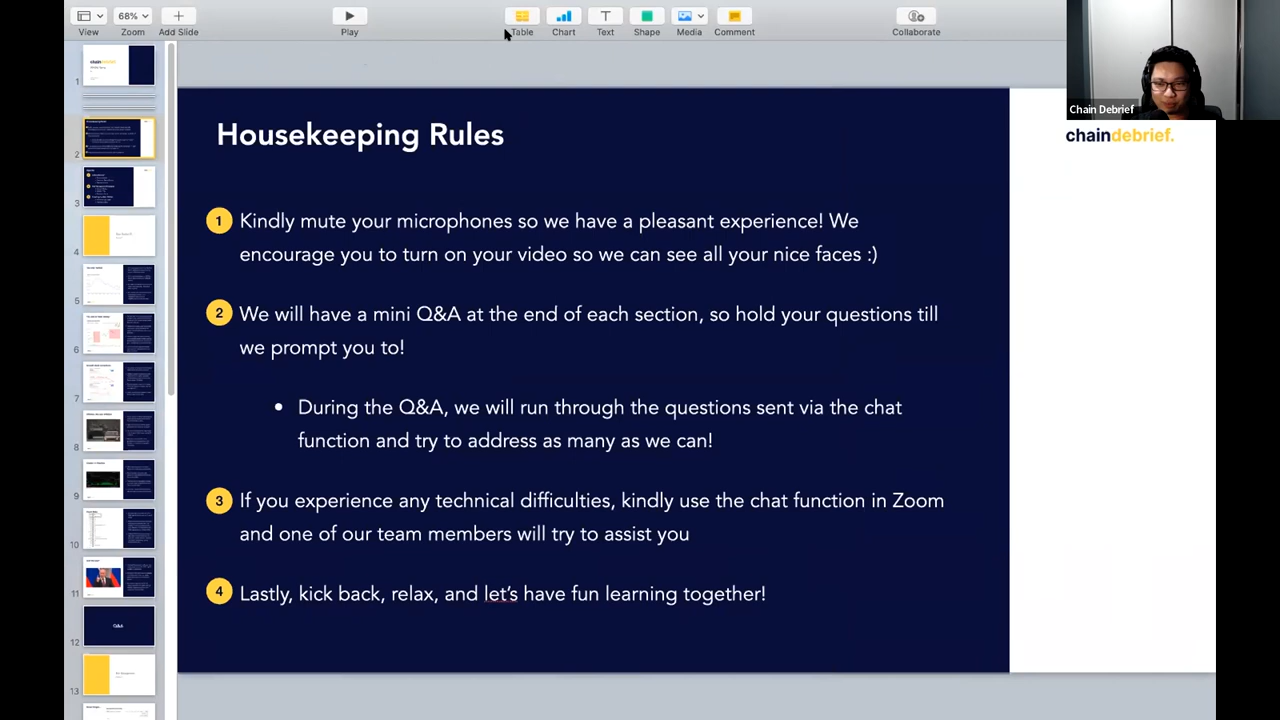 View
68%
Zoom
Add Slide
Play
Table
Chart
Text
Shape
Media
Comment
Collaborate
Chain Debrief
chaindebrief.
Housekeeping Rules
1 Kindly mute your microphones so we have a pleasant experience! We
encourage you to turn on your video so we can see all your nice faces :)
2 We will have a mini Q&A at the end of each section, so hold your questions till
we prompt you to!
• During the Q&A, we will run through the questions sent via the chat
function and try to address as many as we can!
3 If you experience any technical difficulties, kindly use the chat function in Zoom
and one of our team members will try to assist you
4 Lastly, kick back, relax, and let's have fun learning together!
1
2
3
4
5
6
7
8
9
10
11
12
Q&A
13